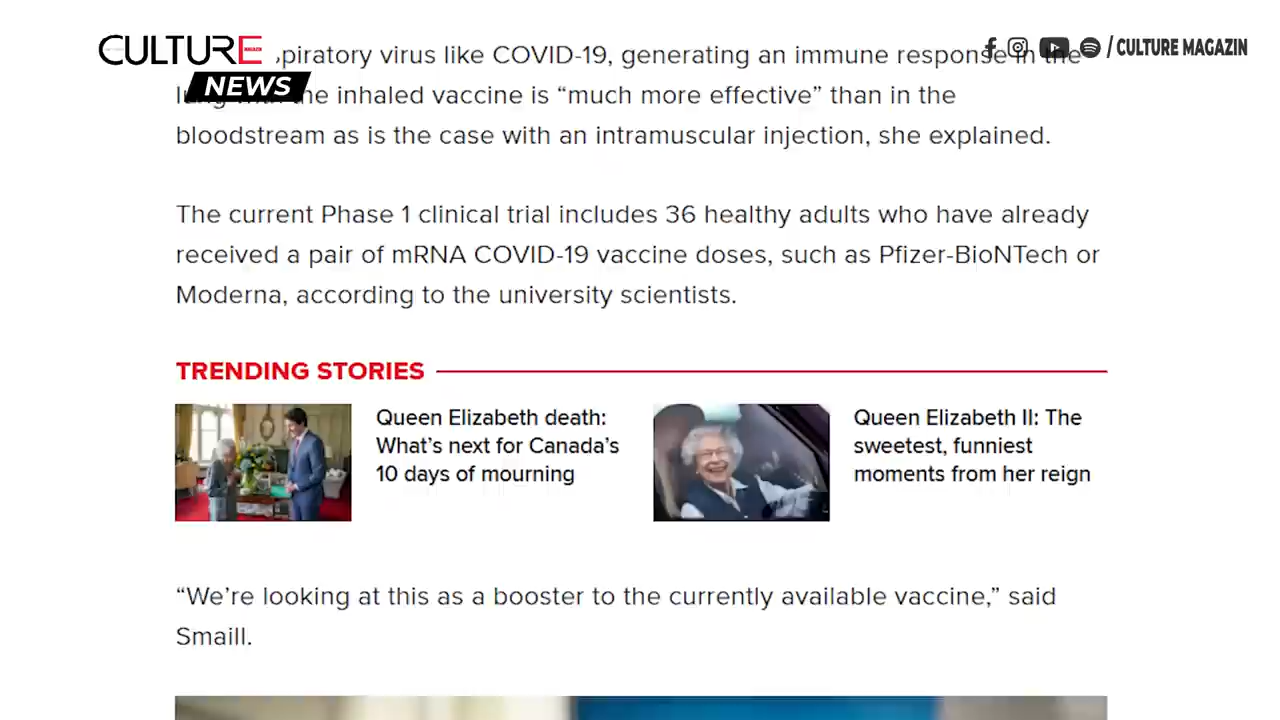 CULTURE
NEWS
/ CULTURE MAGAZIN
virus like COVID-19, generating an immune response in the
the inhaled vaccine is “much more effective” than in the
bloodstream as is the case with an intramuscular injection, she explained.
The current Phase 1 clinical trial includes 36 healthy adults who have already
received a pair of mRNA COVID-19 vaccine doses, such as Pfizer-BioNTech or
Moderna, according to the university scientists.
TRENDING STORIES
Queen Elizabeth death:
What’s next for Canada’s
10 days of mourning
Queen Elizabeth II: The
sweetest, funniest
moments from her reign
“We’re looking at this as a booster to the currently available vaccine,” said
Smaill.